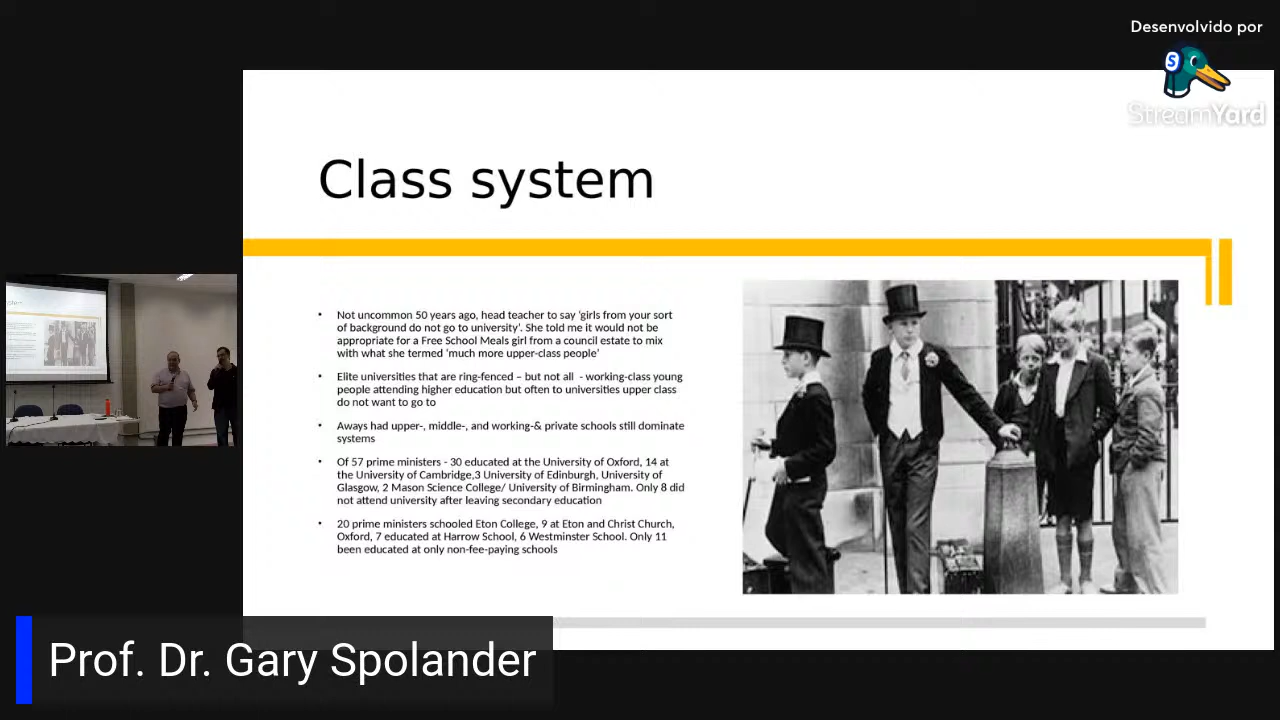 Desenvolvido por
S
StreamYard
Class system
• Not uncommon 50 years ago, head teacher to say 'girls from your sort
of background do not go to university'. She told me it would not be
appropriate for a Free School Meals girl from a council estate to mix
with what she termed 'much more upper-class people'
• Elite universities that are ring-fenced – but not all - working-class young
people attending higher education but often to universities upper class
do not want to go to
• Aways had upper-, middle-, and working-& private schools still dominate
systems
• Of 57 prime ministers - 30 educated at the University of Oxford, 14 at
the University of Cambridge,3 University of Edinburgh, University of
Glasgow, 2 Mason Science College/ University of Birmingham. Only 8 did
not attend university after leaving secondary education
• 20 prime ministers schooled Eton College, 9 at Eton and Christ Church,
Oxford, 7 educated at Harrow School, 6 Westminster School. Only 11
been educated at only non-fee-paying schools
Prof. Dr. Gary Spolander